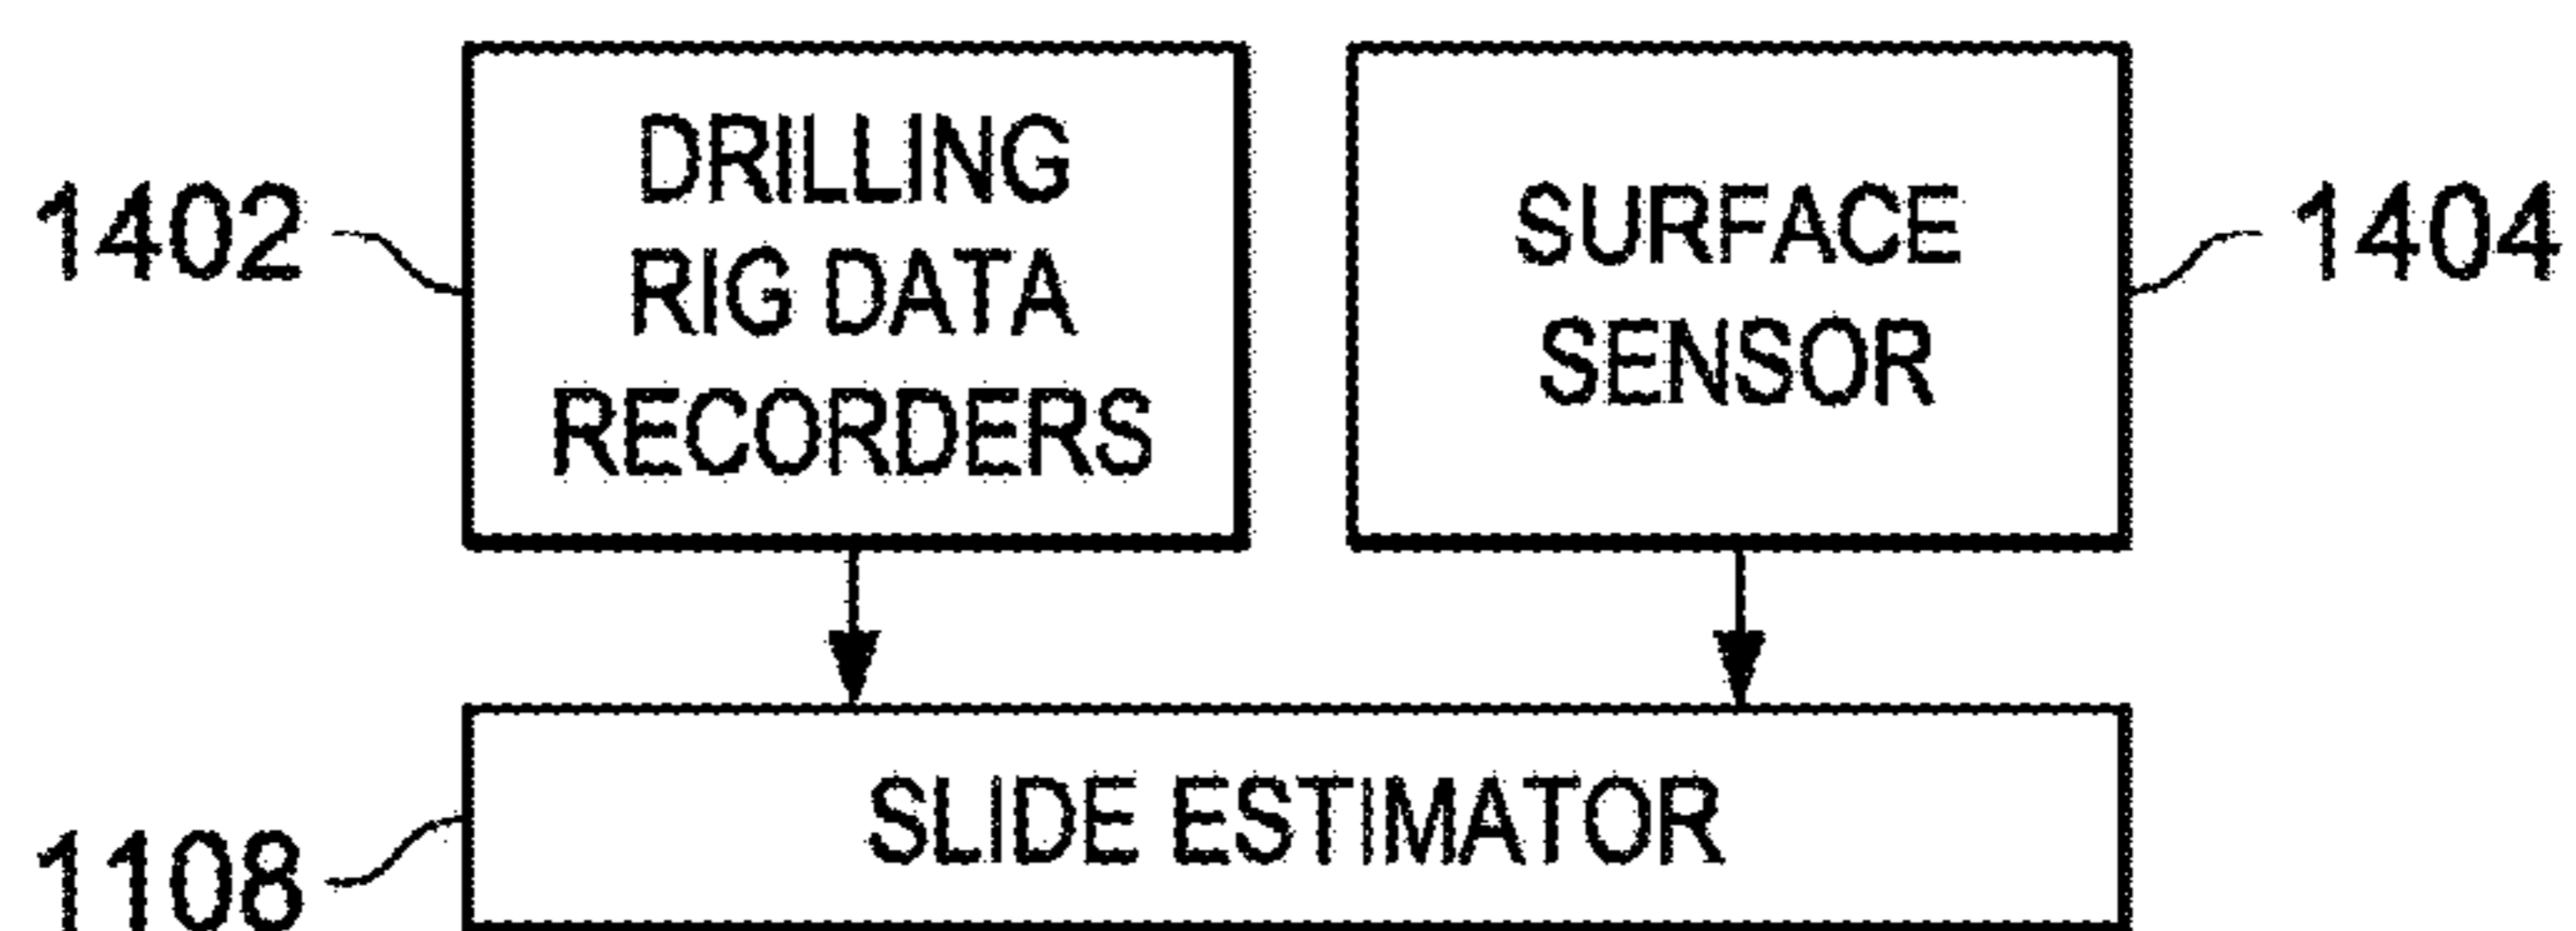 DRILLING
RIG DATA
RECORDERS
1402
SURFACE
SENSOR
1404
SLIDE ESTIMATOR
1108